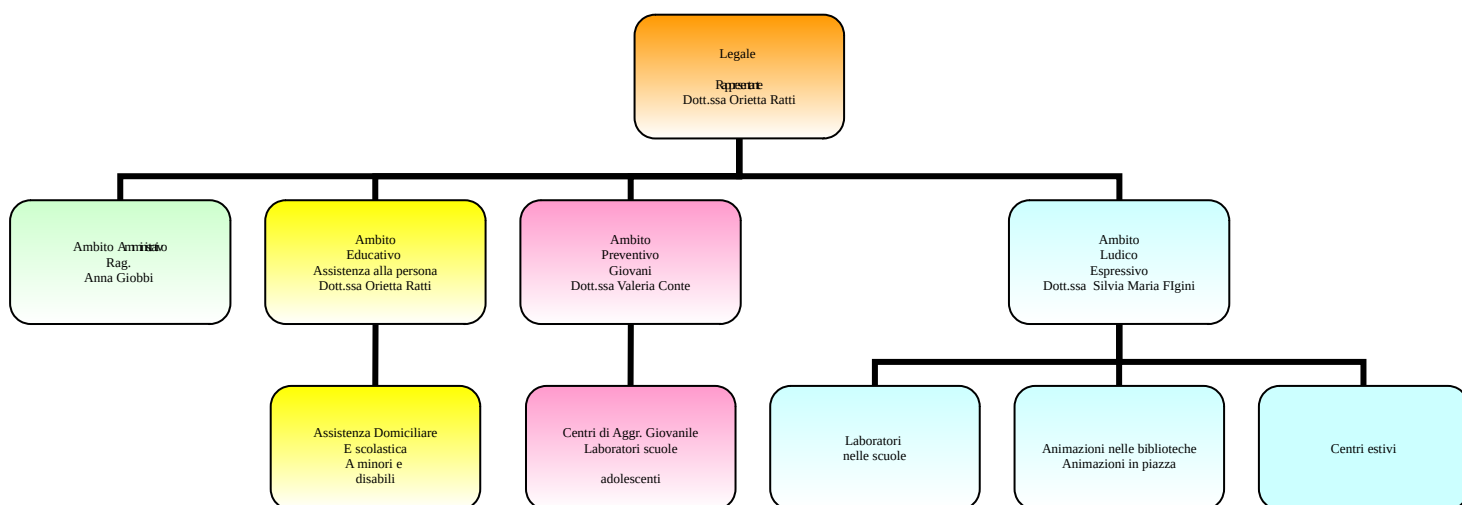 Legale
Rappresentante
Dott.ssa Orietta Ratti
Ambito Amministrativo
Rag.
Anna Giobbi
Ambito
Educativo
Assistenza alla persona
Dott.ssa Orietta Ratti
Ambito
Preventivo
Giovani
Dott.ssa Valeria Conte
Ambito
Ludico
Espressivo
Dott.ssa Silvia Maria FIgini
Assistenza Domiciliare
E scolastica
A minori e
disabili
Centri di Aggr. Giovanile
Laboratori scuole
adolescenti
Laboratori
nelle scuole
Animazioni nelle biblioteche
Animazioni in piazza
Centri estivi